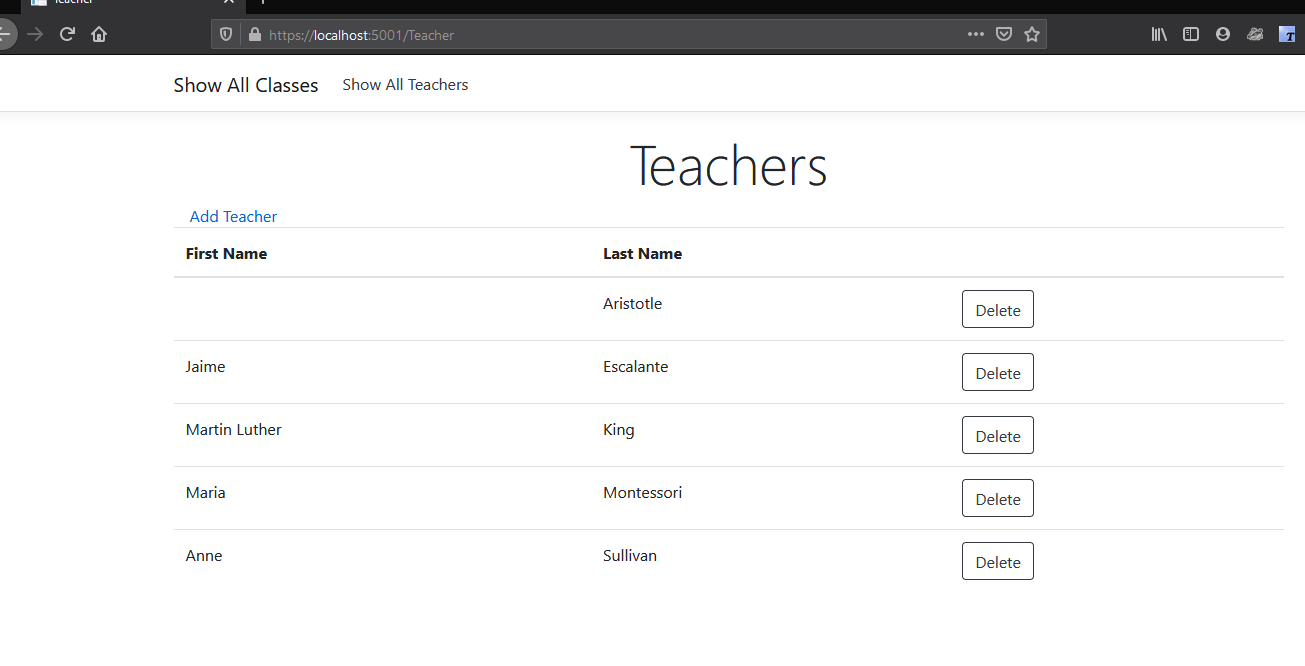 Teacher
https://localhost:5001/Teacher
Show All Classes Show All Teachers
Teachers
Add Teacher
First Name Last Name
Aristotle Delete
Jaime Escalante Delete
Martin Luther King Delete
Maria Montessori Delete
Anne Sullivan Delete